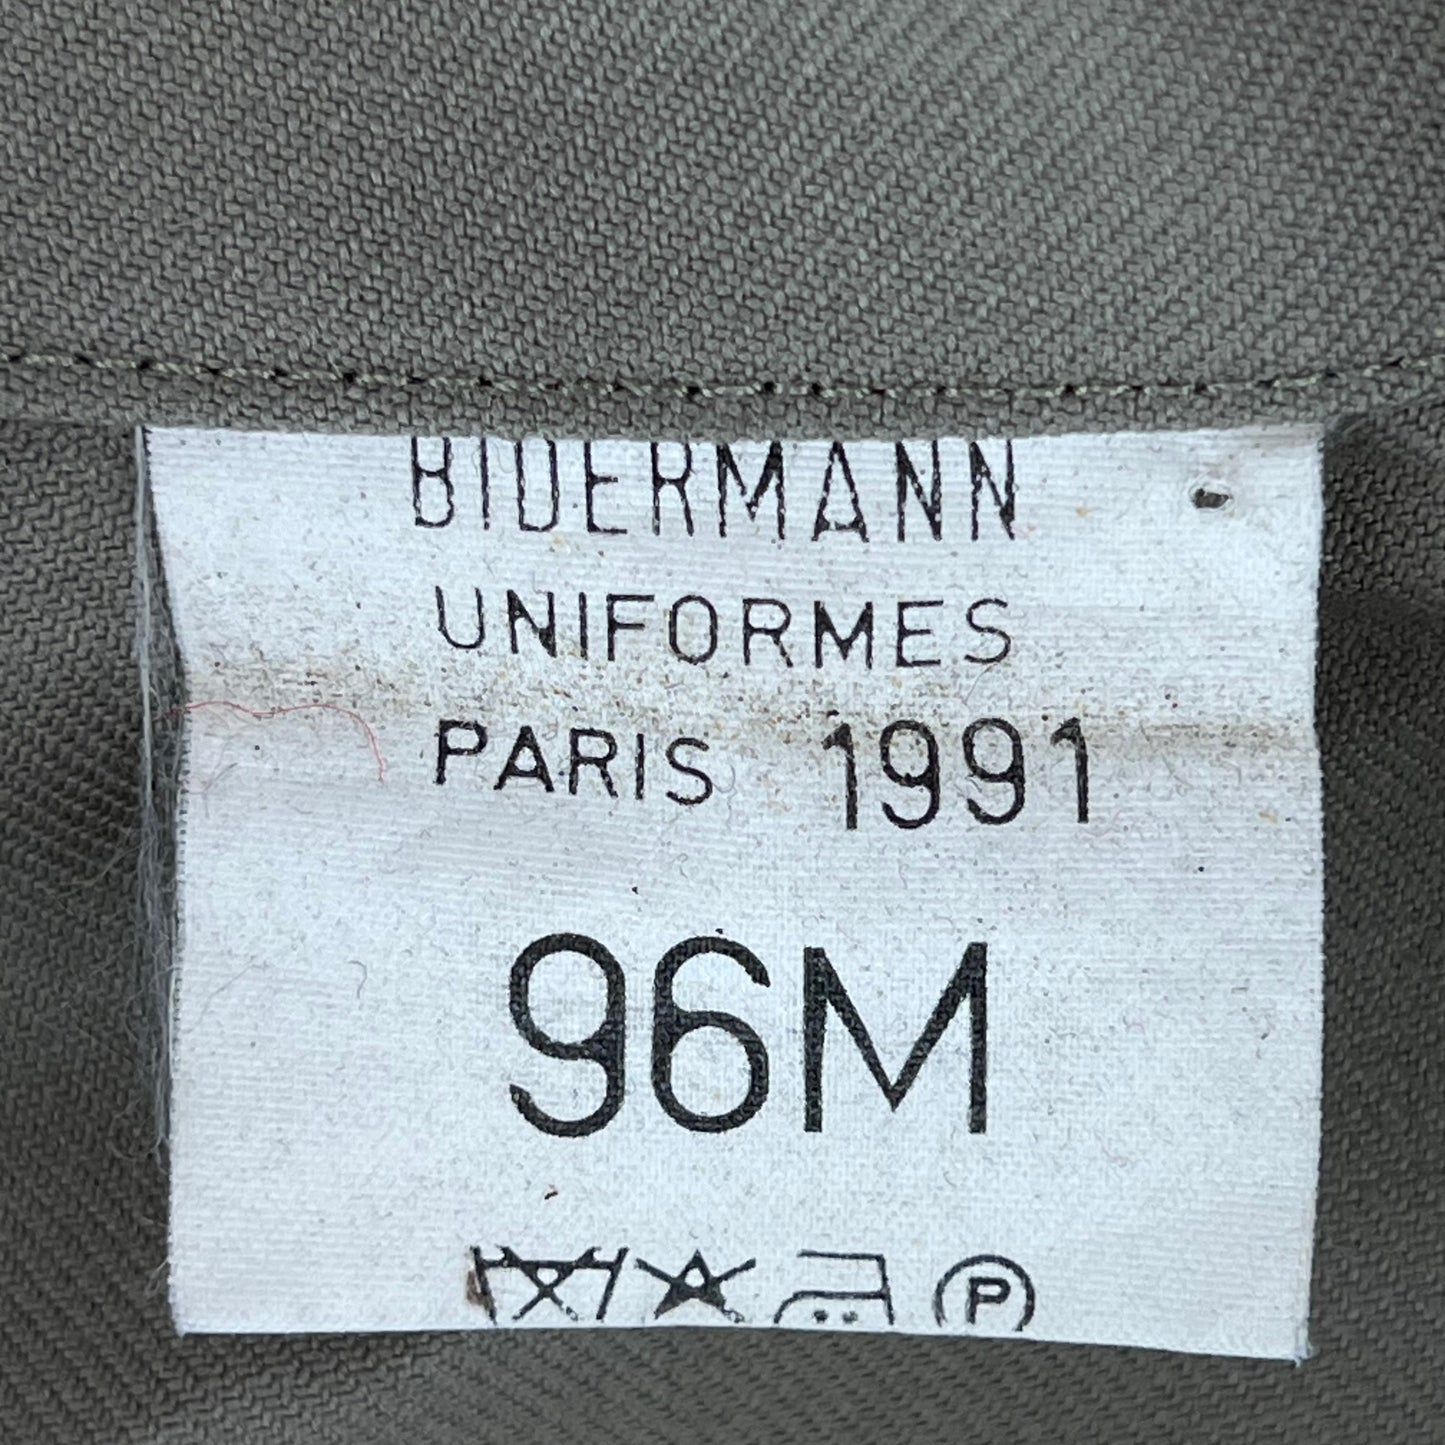 BIDERMANN
UNIFORMES
PARIS 1991
96M
P